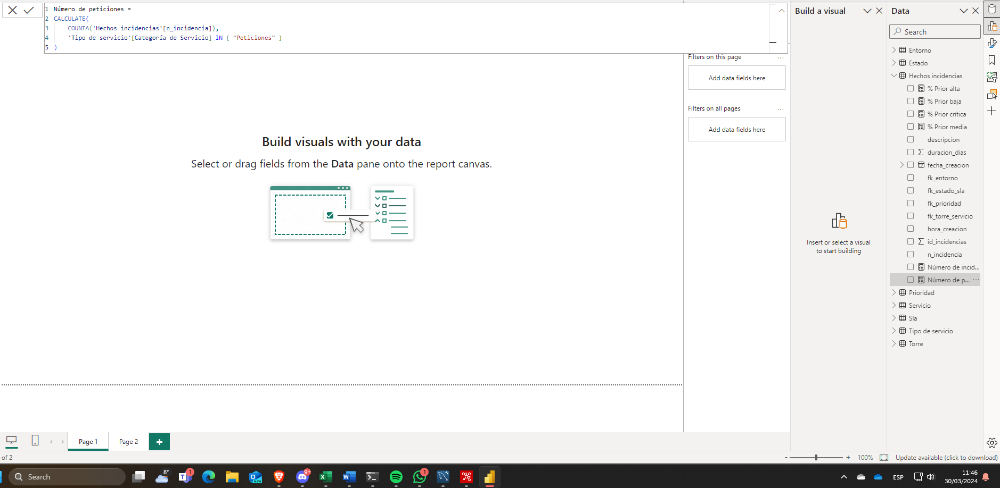 1 Número de peticiones =
2 CALCULATE(
3 COUNTA('Hechos incidencias'[n_incidencia]),
4 'Tipo de servicio'[Categoría de Servicio] IN { "Peticiones" }
5 )
Build visuals with your data
Select or drag fields from the Data pane onto the report canvas.
Filters on this page
...
Add data fields here
Filters on all pages
...
Add data fields here
Build a visual
Insert or select a visual
to start building
Data
Search
Entorno
Estado
Hechos incidencias
% Prior alta
% Prior baja
% Prior crítica
% Prior media
descripcion
duracion_dias
fecha_creacion
fk_entorno
fk_estado_sla
fk_prioridad
fk_torre_servicio
hora_creacion
id_incidencias
n_incidencia
Número de incid...
Número de p... ...
Prioridad
Servicio
Sla
Tipo de servicio
Torre
Page 1
Page 2
+
of 2
- + 100%
Update available (click to download)
Search
8°
T 1
NEW
9+
X
W
1
ESP
11:46
30/03/2024